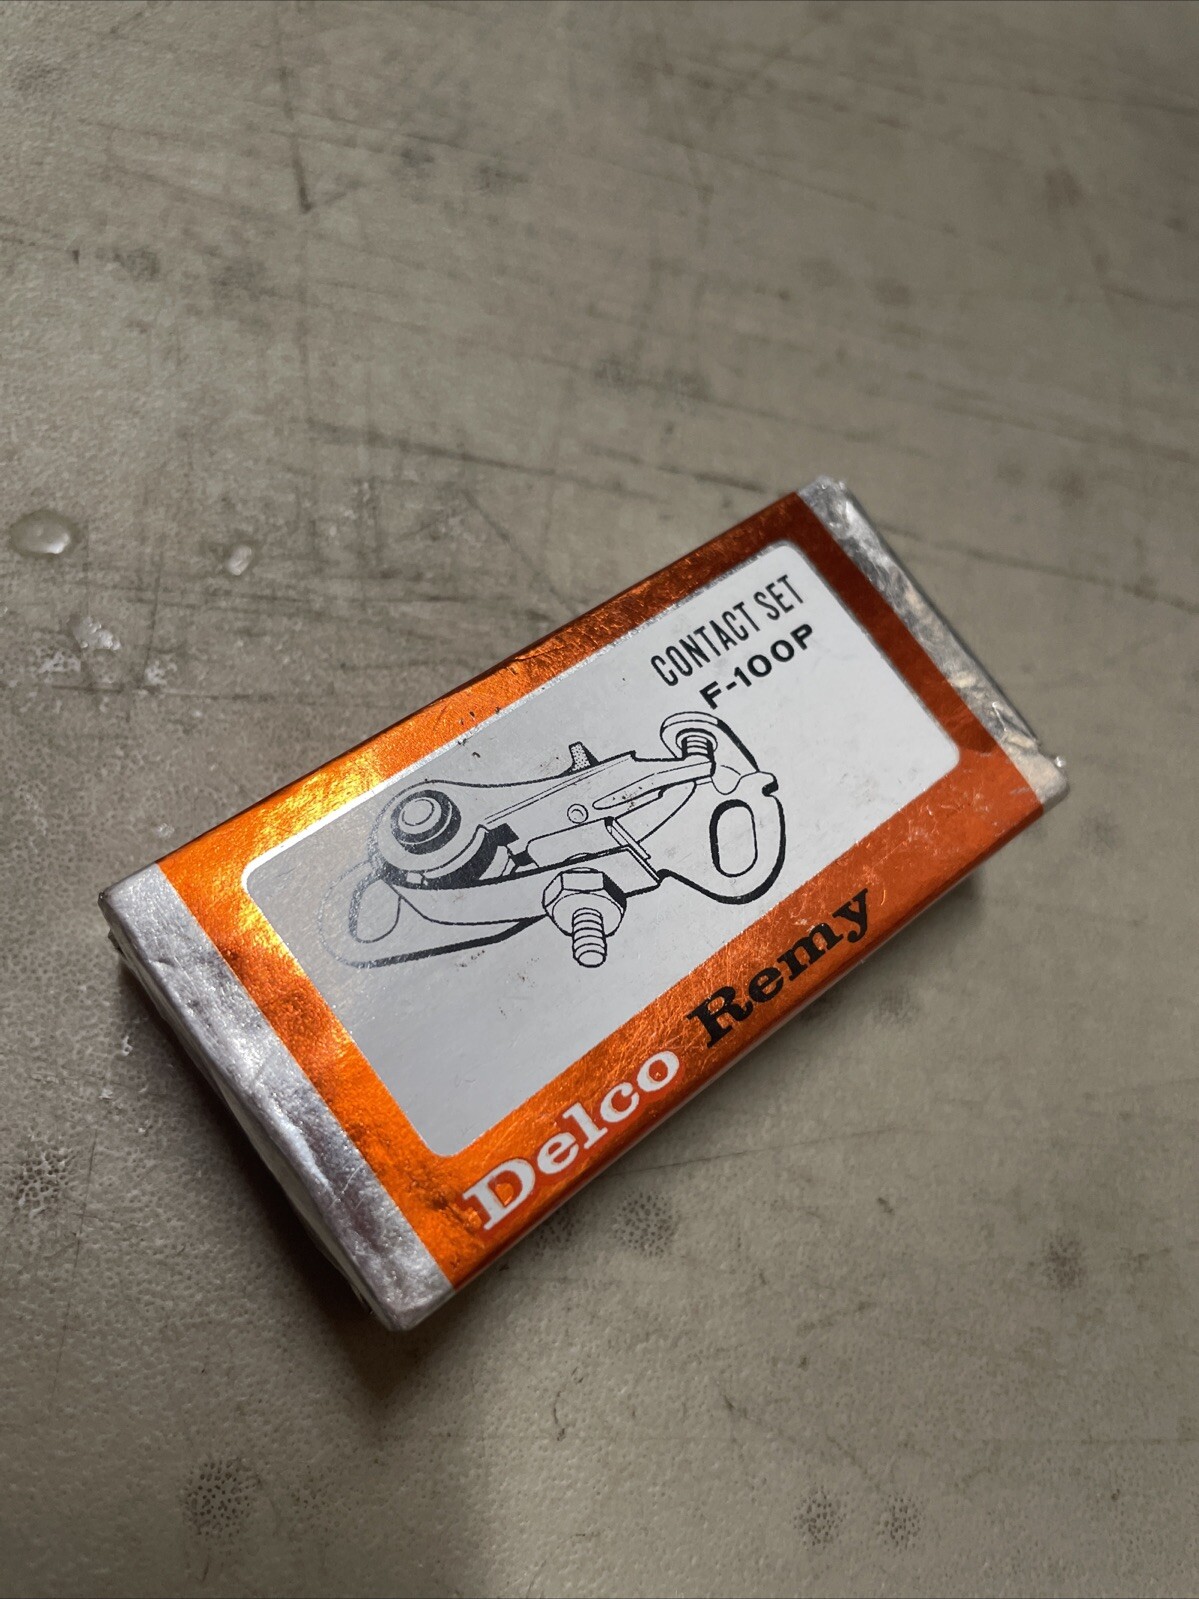 CONTACT SET
F-100P
Delco Remy